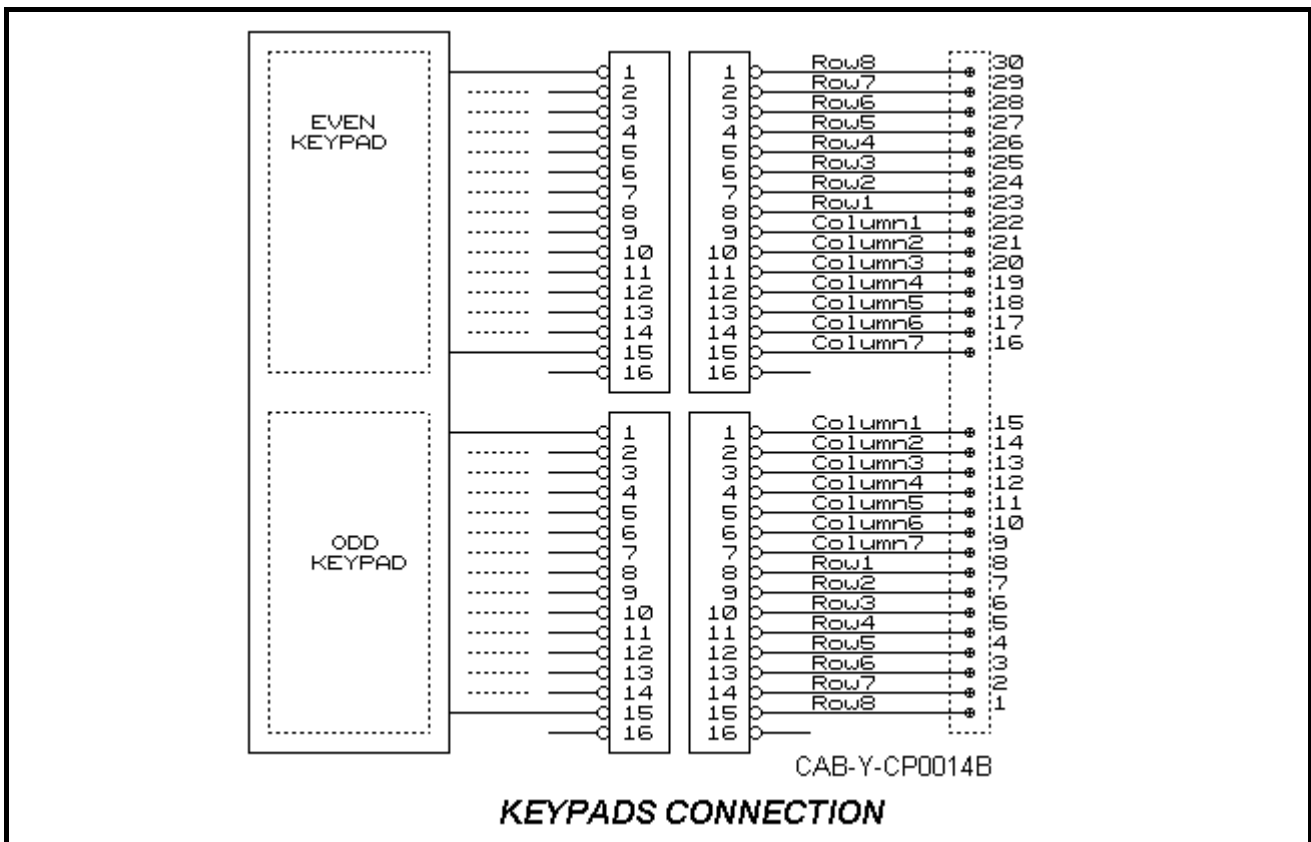 EVEN
KEYPAD
1 1 Row8 30
2 2 Row7 29
3 3 Row6 28
4 4 Row5 27
5 5 Row4 26
6 6 Row3 25
7 7 Row2 24
8 8 Row1 23
9 9 Column1 22
10 10 Column2 21
11 11 Column3 20
12 12 Column4 19
13 13 Column5 18
14 14 Column6 17
15 15 Column7 16
16 16
ODD
KEYPAD
1 1 Column1 15
2 2 Column2 14
3 3 Column3 13
4 4 Column4 12
5 5 Column5 11
6 6 Column6 10
7 7 Column7 9
8 8 Row1 8
9 9 Row2 7
10 10 Row3 6
11 11 Row4 5
12 12 Row5 4
13 13 Row6 3
14 14 Row7 2
15 15 Row8 1
16 16
CAB-Y-CP0014B
KEYPADS CONNECTION